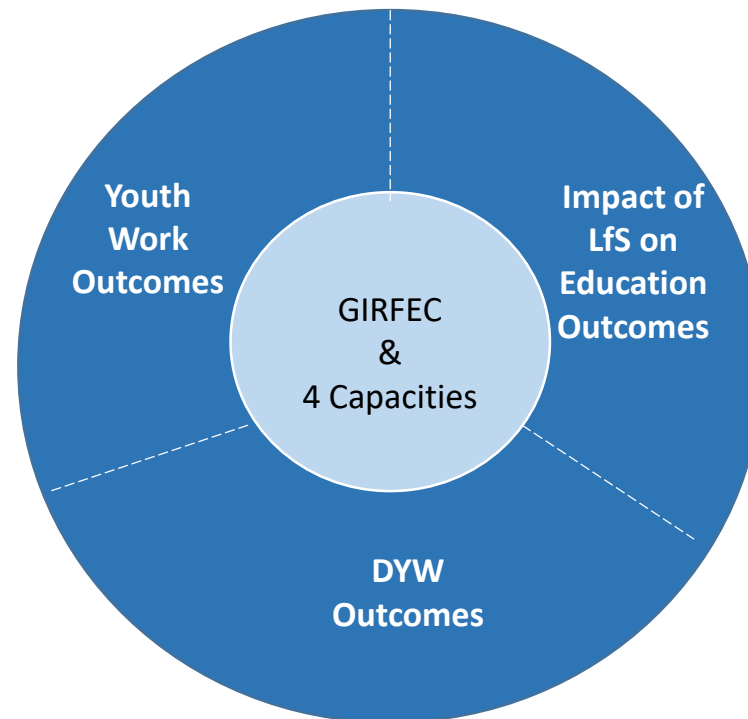 Youth
Work
Outcomes
Impact of
LfS on
Education
Outcomes
GIRFEC
&
4 Capacities
DYW
Outcomes